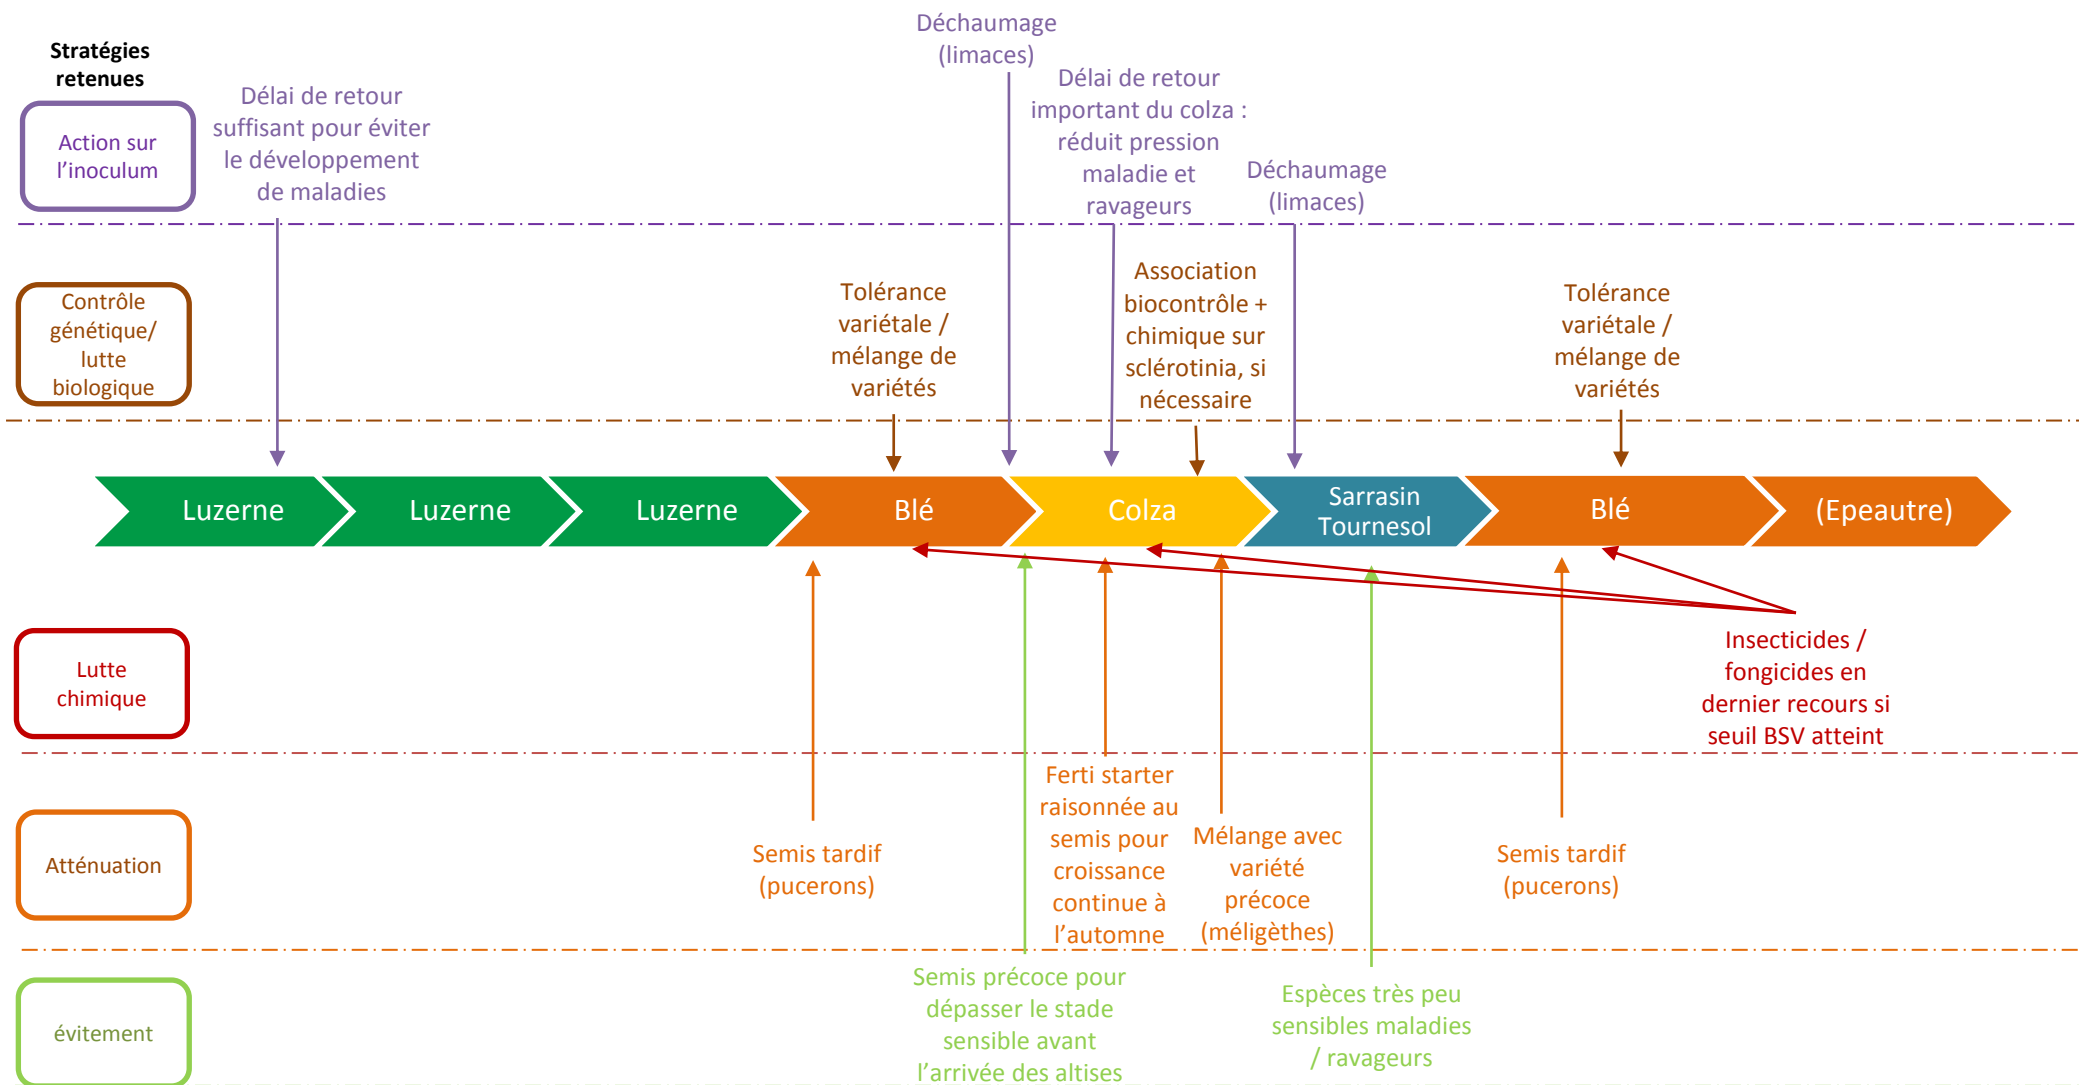 Stratégies
retenues
Action sur
l’inoculum
Délai de retour
suffisant pour éviter
le développement
de maladies
Déchaumage
(limaces)
Délai de retour
important du colza :
réduit pression
maladie et
ravageurs
Déchaumage
(limaces)
Contrôle
génétique/
lutte
biologique
Tolérance
variétale /
mélange de
variétés
Association
biocontrôle +
chimique sur
sclérotinia, si
nécessaire
Tolérance
variétale /
mélange de
variétés
Luzerne
Luzerne
Luzerne
Blé
Colza
Sarrasin
Tournesol
Blé
(Epeautre)
Lutte
chimique
Insecticides /
fongicides en
dernier recours si
seuil BSV atteint
Atténuation
Semis tardif
(pucerons)
Ferti starter
raisonnée au
semis pour
croissance
continue à
l’automne
Mélange avec
variété
précoce
(méligèthes)
Semis tardif
(pucerons)
évitement
Semis précoce pour
dépasser le stade
sensible avant
l’arrivée des altises
Espèces très peu
sensibles maladies
/ ravageurs